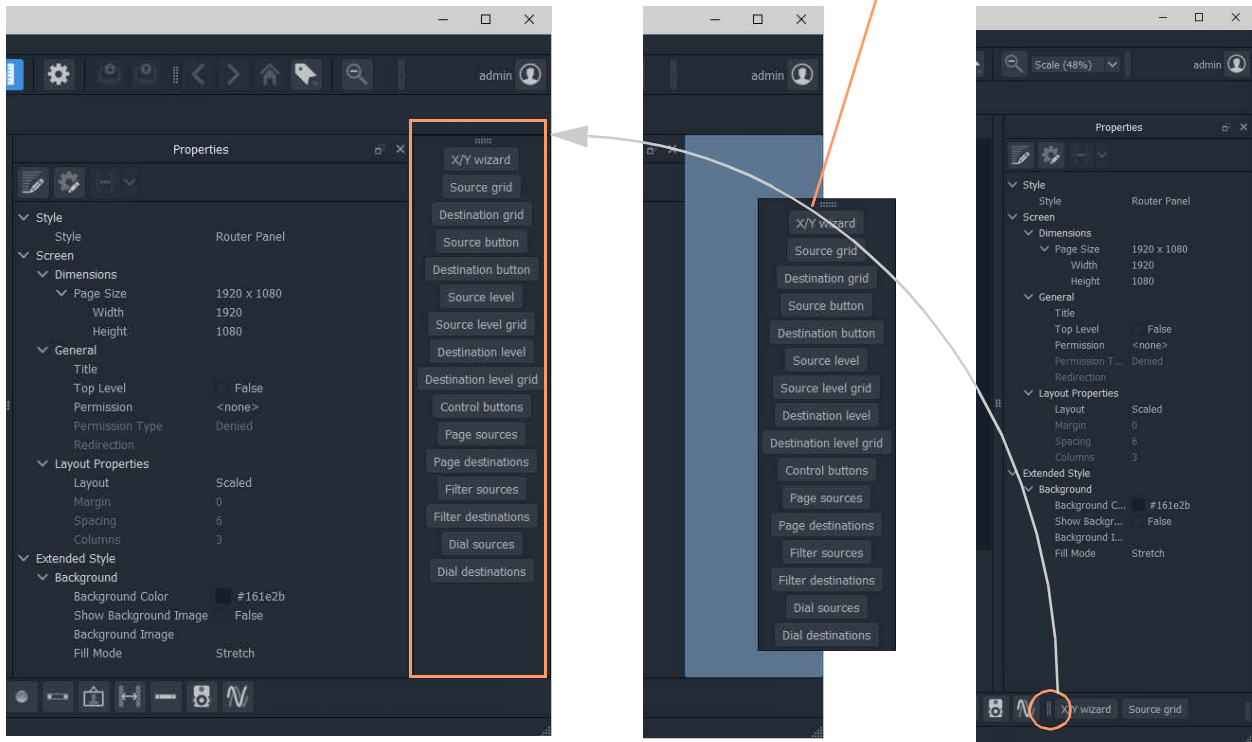 admin
Properties
Style
Style Router Panel
Screen
Dimensions
Page Size 1920 x 1080
Width 1920
Height 1080
General
Title
Top Level False
Permission <none>
Permission Type Denied
Redirection
Layout Properties
Layout Scaled
Margin 0
Spacing 6
Columns 3
Extended Style
Background
Background Color #161e2b
Show Background Image False
Background Image
Fill Mode Stretch
X/Y wizard
Source grid
Destination grid
Source button
Destination button
Source level
Source level grid
Destination level
Destination level grid
Control buttons
Page sources
Page destinations
Filter sources
Filter destinations
Dial sources
Dial destinations
admin
X/Y wizard
Source grid
Destination grid
Source button
Destination button
Source level
Source level grid
Destination level
Destination level grid
Control buttons
Page sources
Page destinations
Filter sources
Filter destinations
Dial sources
Dial destinations
Scale (48%) admin
Properties
Style
Style Router Panel
Screen
Dimensions
Page Size 1920 x 1080
Width 1920
Height 1080
General
Title
Top Level False
Permission <none>
Permission T... Denied
Redirection
Layout Properties
Layout Scaled
Margin 0
Spacing 6
Columns 3
Extended Style
Background
Background C... #161e2b
Show Backgr... False
Background I...
Fill Mode Stretch
X/Y wizard Source grid